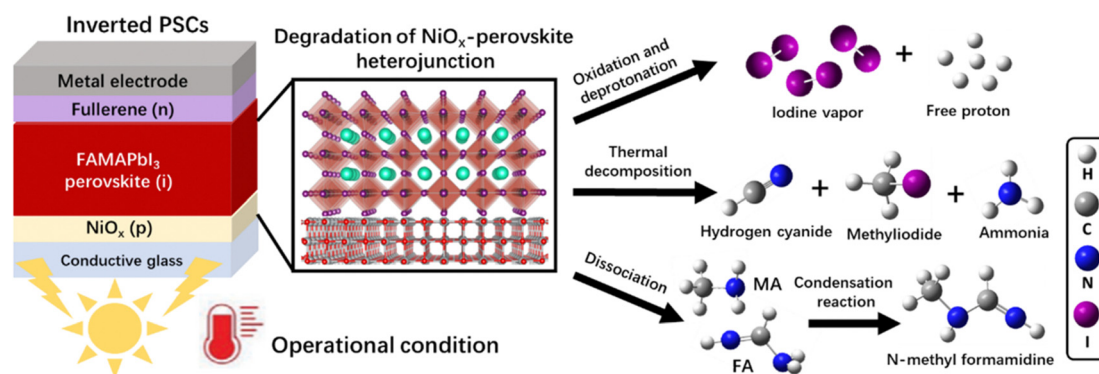 Inverted PSCs
Metal electrode
Fullerene (n)
FAMAPbI₃
perovskite (i)
NiOₓ (p)
Conductive glass
Operational condition
Degradation of NiOₓ-perovskite
heterojunction
Oxidation and
deprotonation
Iodine vapor
+
Free proton
Thermal
decomposition
Hydrogen cyanide
+
Methyliodide
+
Ammonia
Dissociation
MA
FA
Condensation
reaction
N-methyl formamidine
H
C
N
I